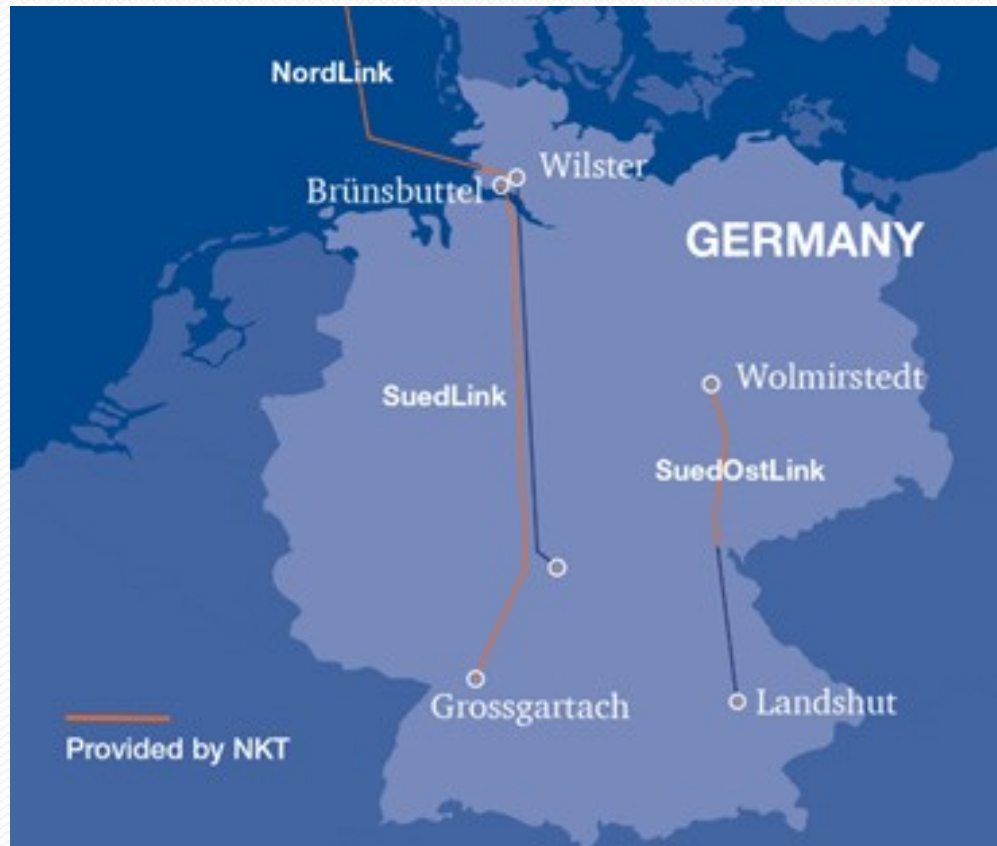 NordLink
Wilster
Brünsbuttel
GERMANY
Wolmirstedt
SuedLink
SuedOstLink
Grossgartach
Landshut
Provided by NKT